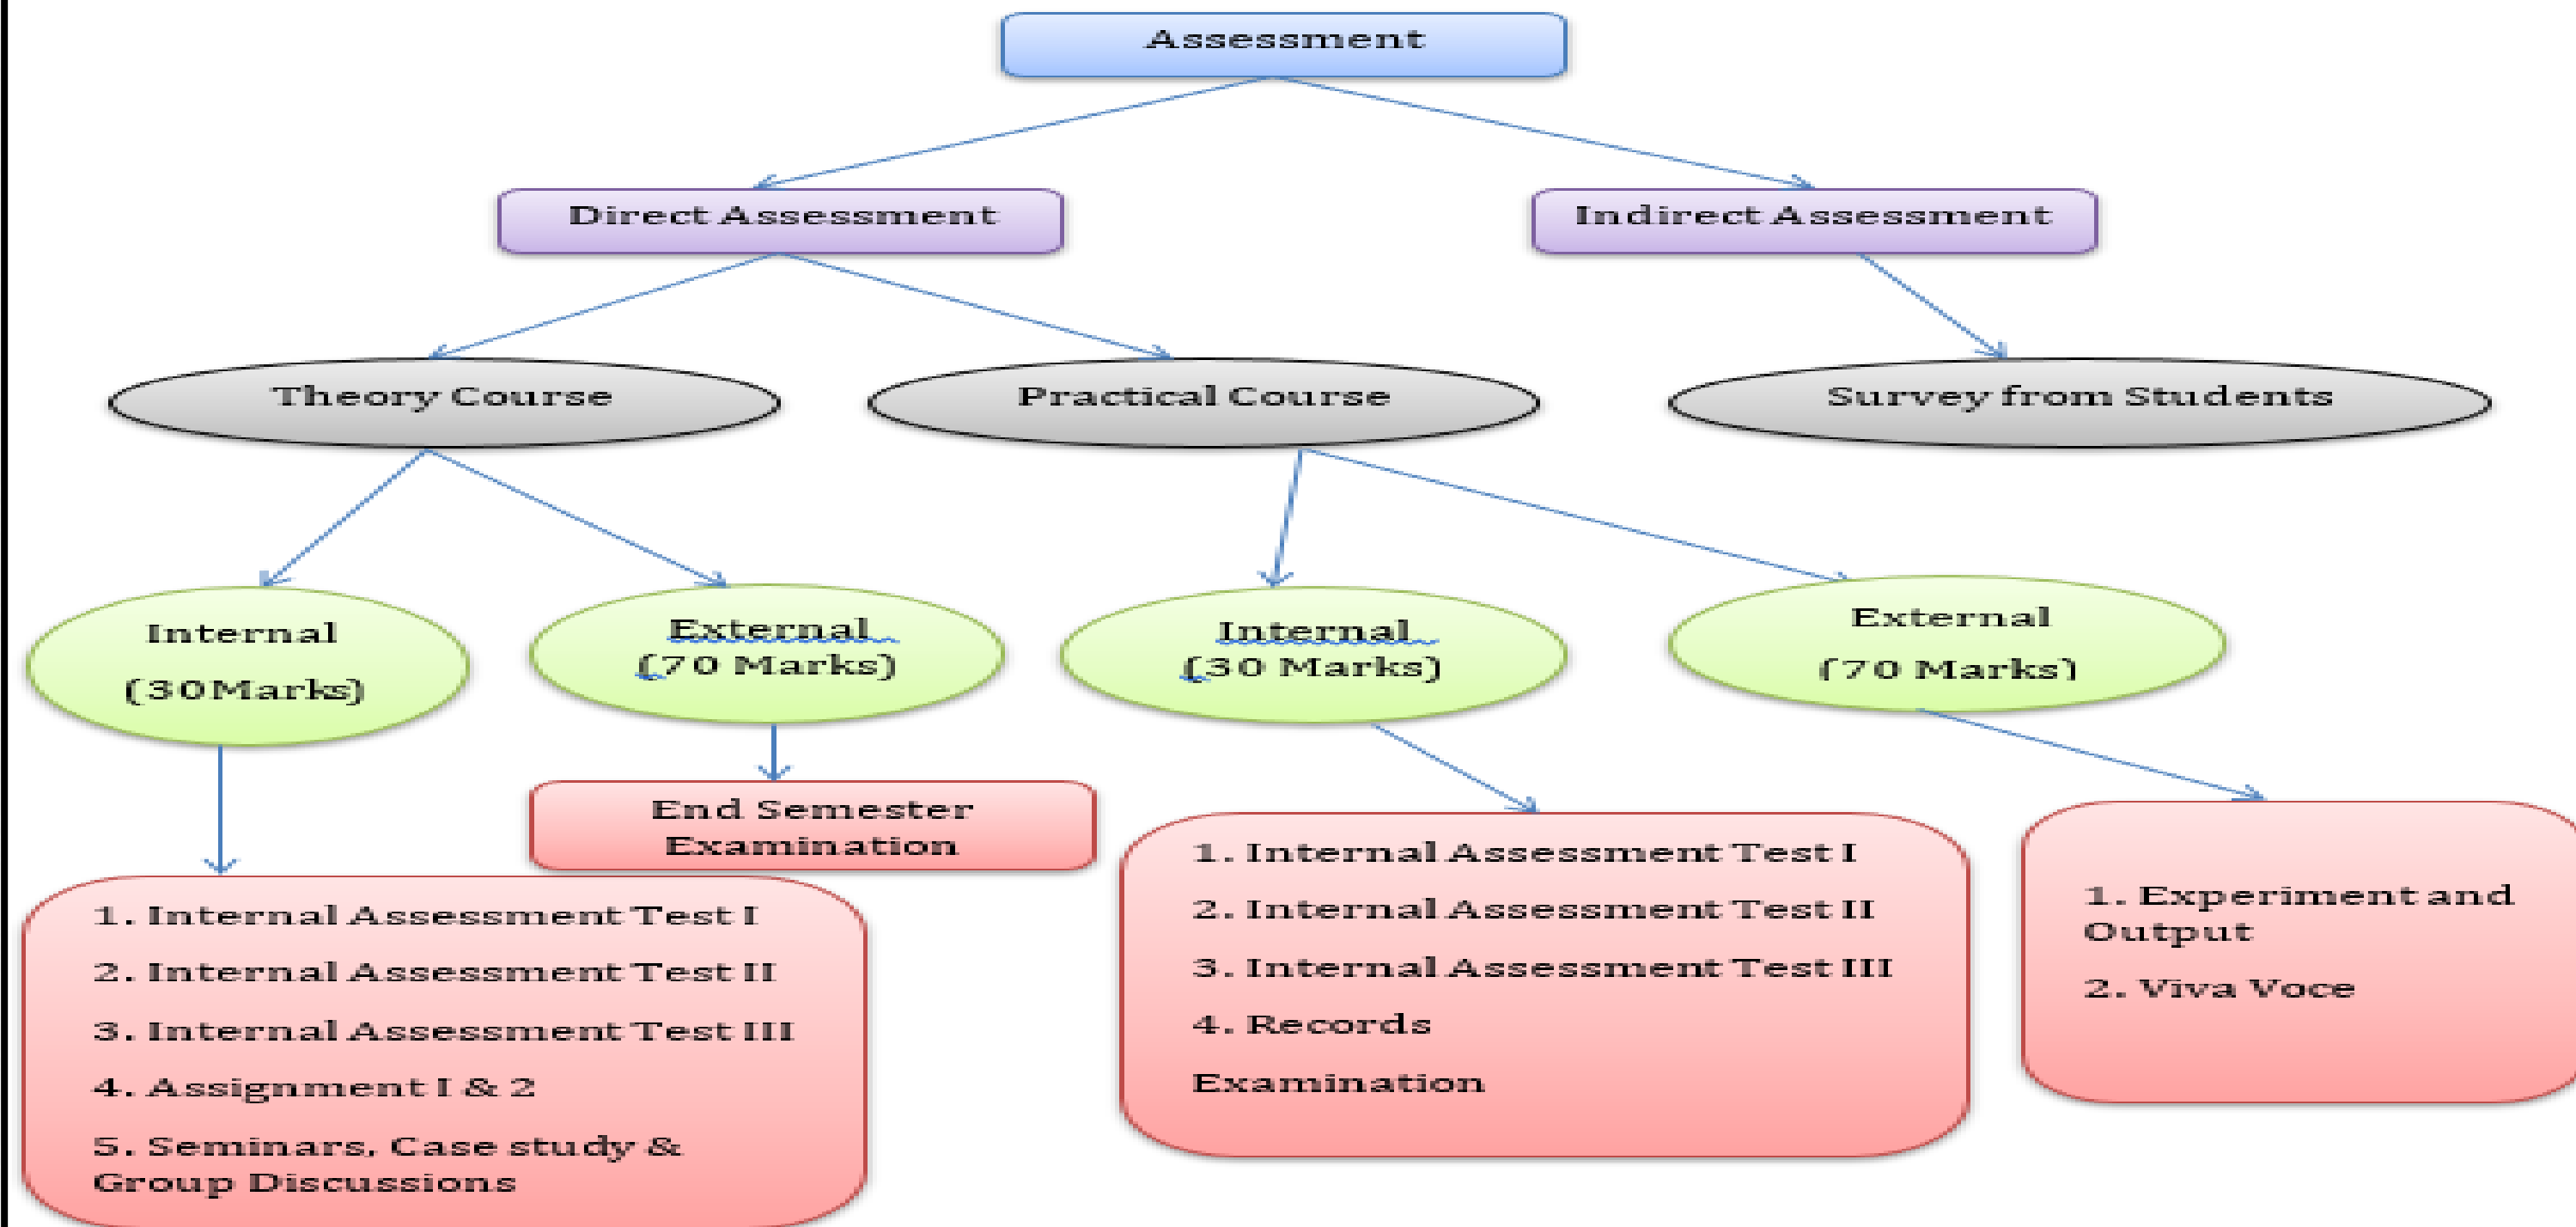 Assessment
Direct Assessment
Indirect Assessment
Theory Course
Practical Course
Survey from Students
Internal
(30Marks)
External
(70 Marks)
Internal
(30 Marks)
External
(70 Marks)
End Semester
Examination
1. Internal Assessment Test I
2. Internal Assessment Test II
3. Internal Assessment Test III
4. Assignment I & 2
5. Seminars, Case study &
Group Discussions
1. Internal Assessment Test I
2. Internal Assessment Test II
3. Internal Assessment Test III
4. Records
Examination
1. Experiment and
Output
2. Viva Voce